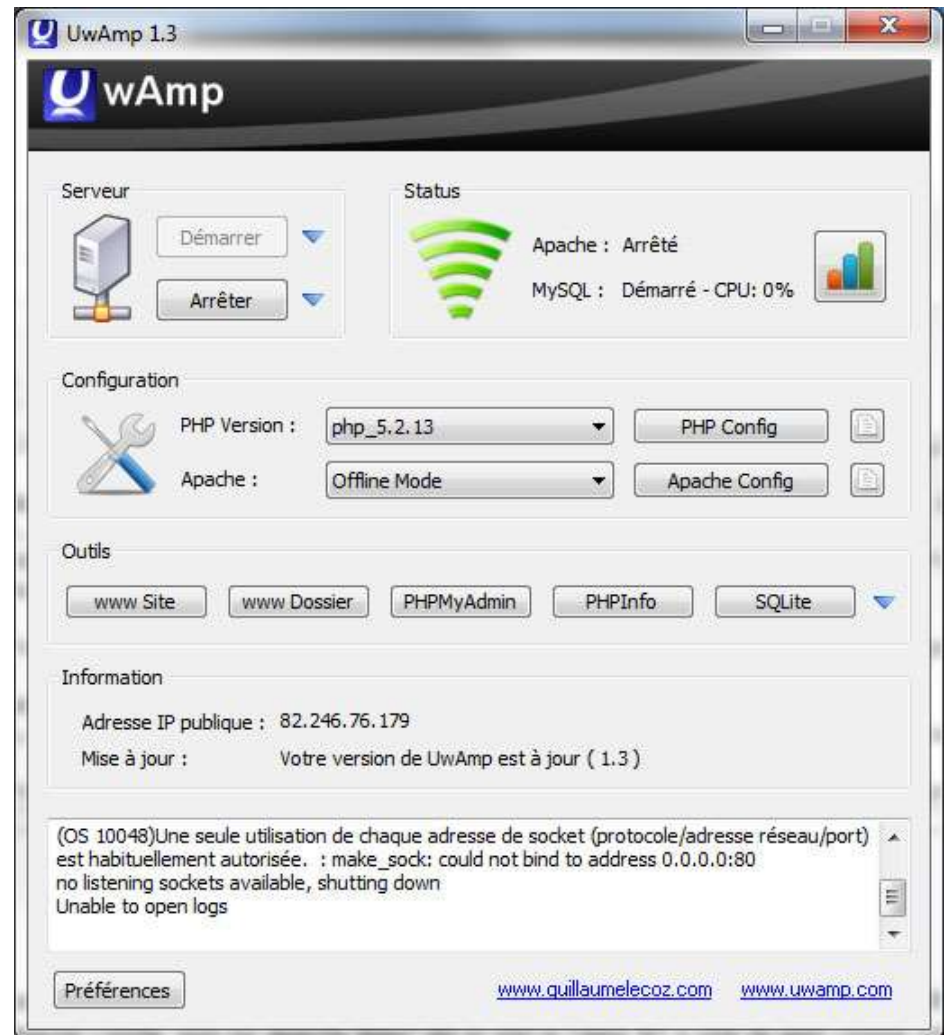 UwAmp 1.3
wAmp
Serveur
Status
Démarrer
Apache : Arrêté
Arrêter
MySQL : Démarré - CPU: 0%
Configuration
PHP Version : php_5.2.13 PHP Config
Apache : Offline Mode Apache Config
Outils
www Site www Dossier PHPMyAdmin PHPInfo SQLite
Information
Adresse IP publique : 82.246.76.179
Mise à jour : Votre version de UwAmp est à jour ( 1.3 )
(OS 10048)Une seule utilisation de chaque adresse de socket (protocole/adresse réseau/port)
est habituellement autorisée. : make_sock: could not bind to address 0.0.0.0:80
no listening sockets available, shutting down
Unable to open logs
Préférences www.guillaumelecoz.com www.uwamp.com